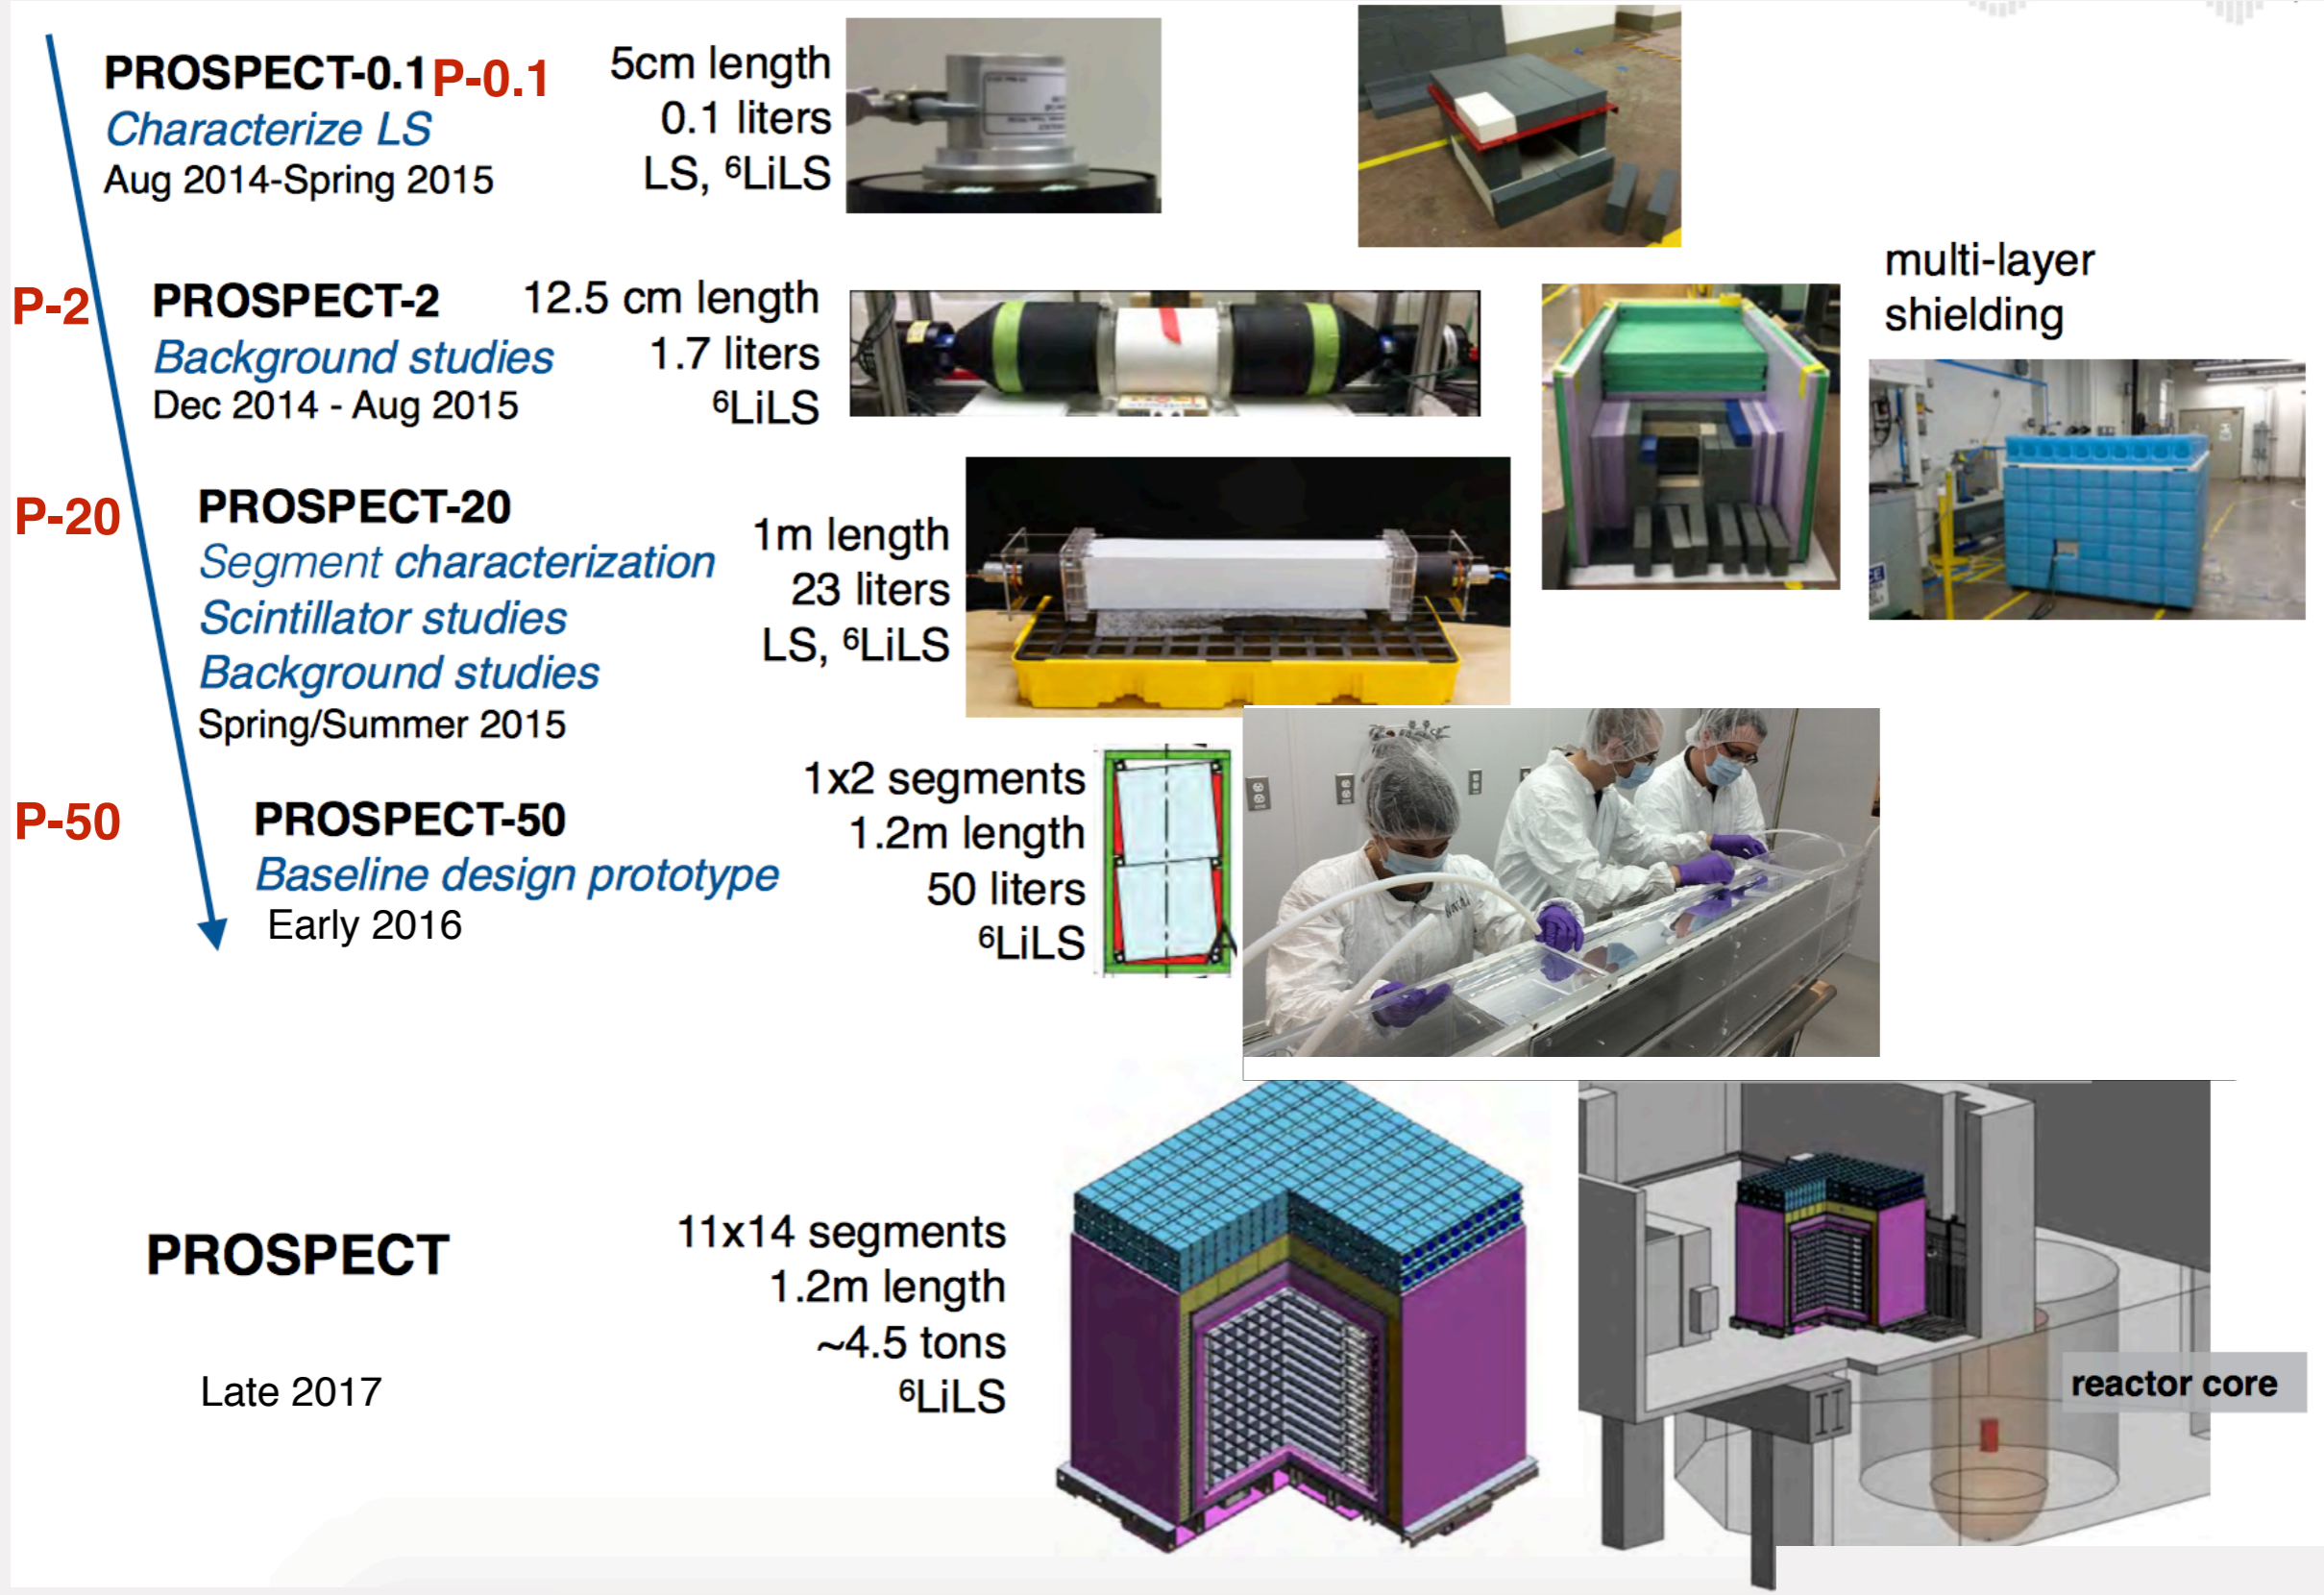 PROSPECT-0.1 P-0.1
Characterize LS
Aug 2014-Spring 2015
5cm length
0.1 liters
LS, ⁶LiLS
P-2
PROSPECT-2
Background studies
Dec 2014 - Aug 2015
12.5 cm length
1.7 liters
⁶LiLS
multi-layer
shielding
P-20
PROSPECT-20
Segment characterization
Scintillator studies
Background studies
Spring/Summer 2015
1m length
23 liters
LS, ⁶LiLS
P-50
PROSPECT-50
Baseline design prototype
Early 2016
1x2 segments
1.2m length
50 liters
⁶LiLS
PROSPECT
Late 2017
11x14 segments
1.2m length
~4.5 tons
⁶LiLS
reactor core